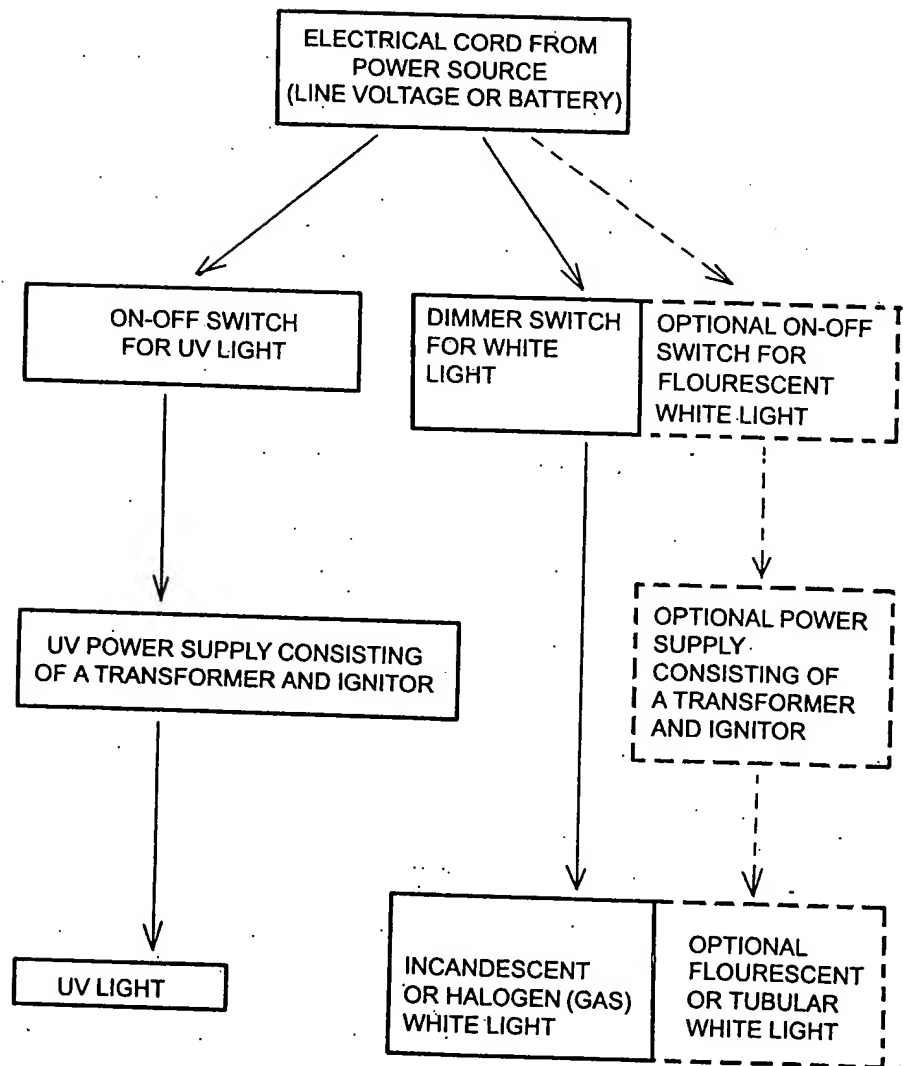 ELECTRICAL CORD FROM
POWER SOURCE
(LINE VOLTAGE OR BATTERY)
ON-OFF SWITCH
FOR UV LIGHT
DIMMER SWITCH
FOR WHITE
LIGHT
OPTIONAL ON-OFF
SWITCH FOR
FLOURESCENT
WHITE LIGHT
UV POWER SUPPLY CONSISTING
OF A TRANSFORMER AND IGNITOR
OPTIONAL POWER
SUPPLY
CONSISTING OF
A TRANSFORMER
AND IGNITOR
UV LIGHT
INCANDESCENT
OR HALOGEN (GAS)
WHITE LIGHT
OPTIONAL
FLOURESCENT
OR TUBULAR
WHITE LIGHT